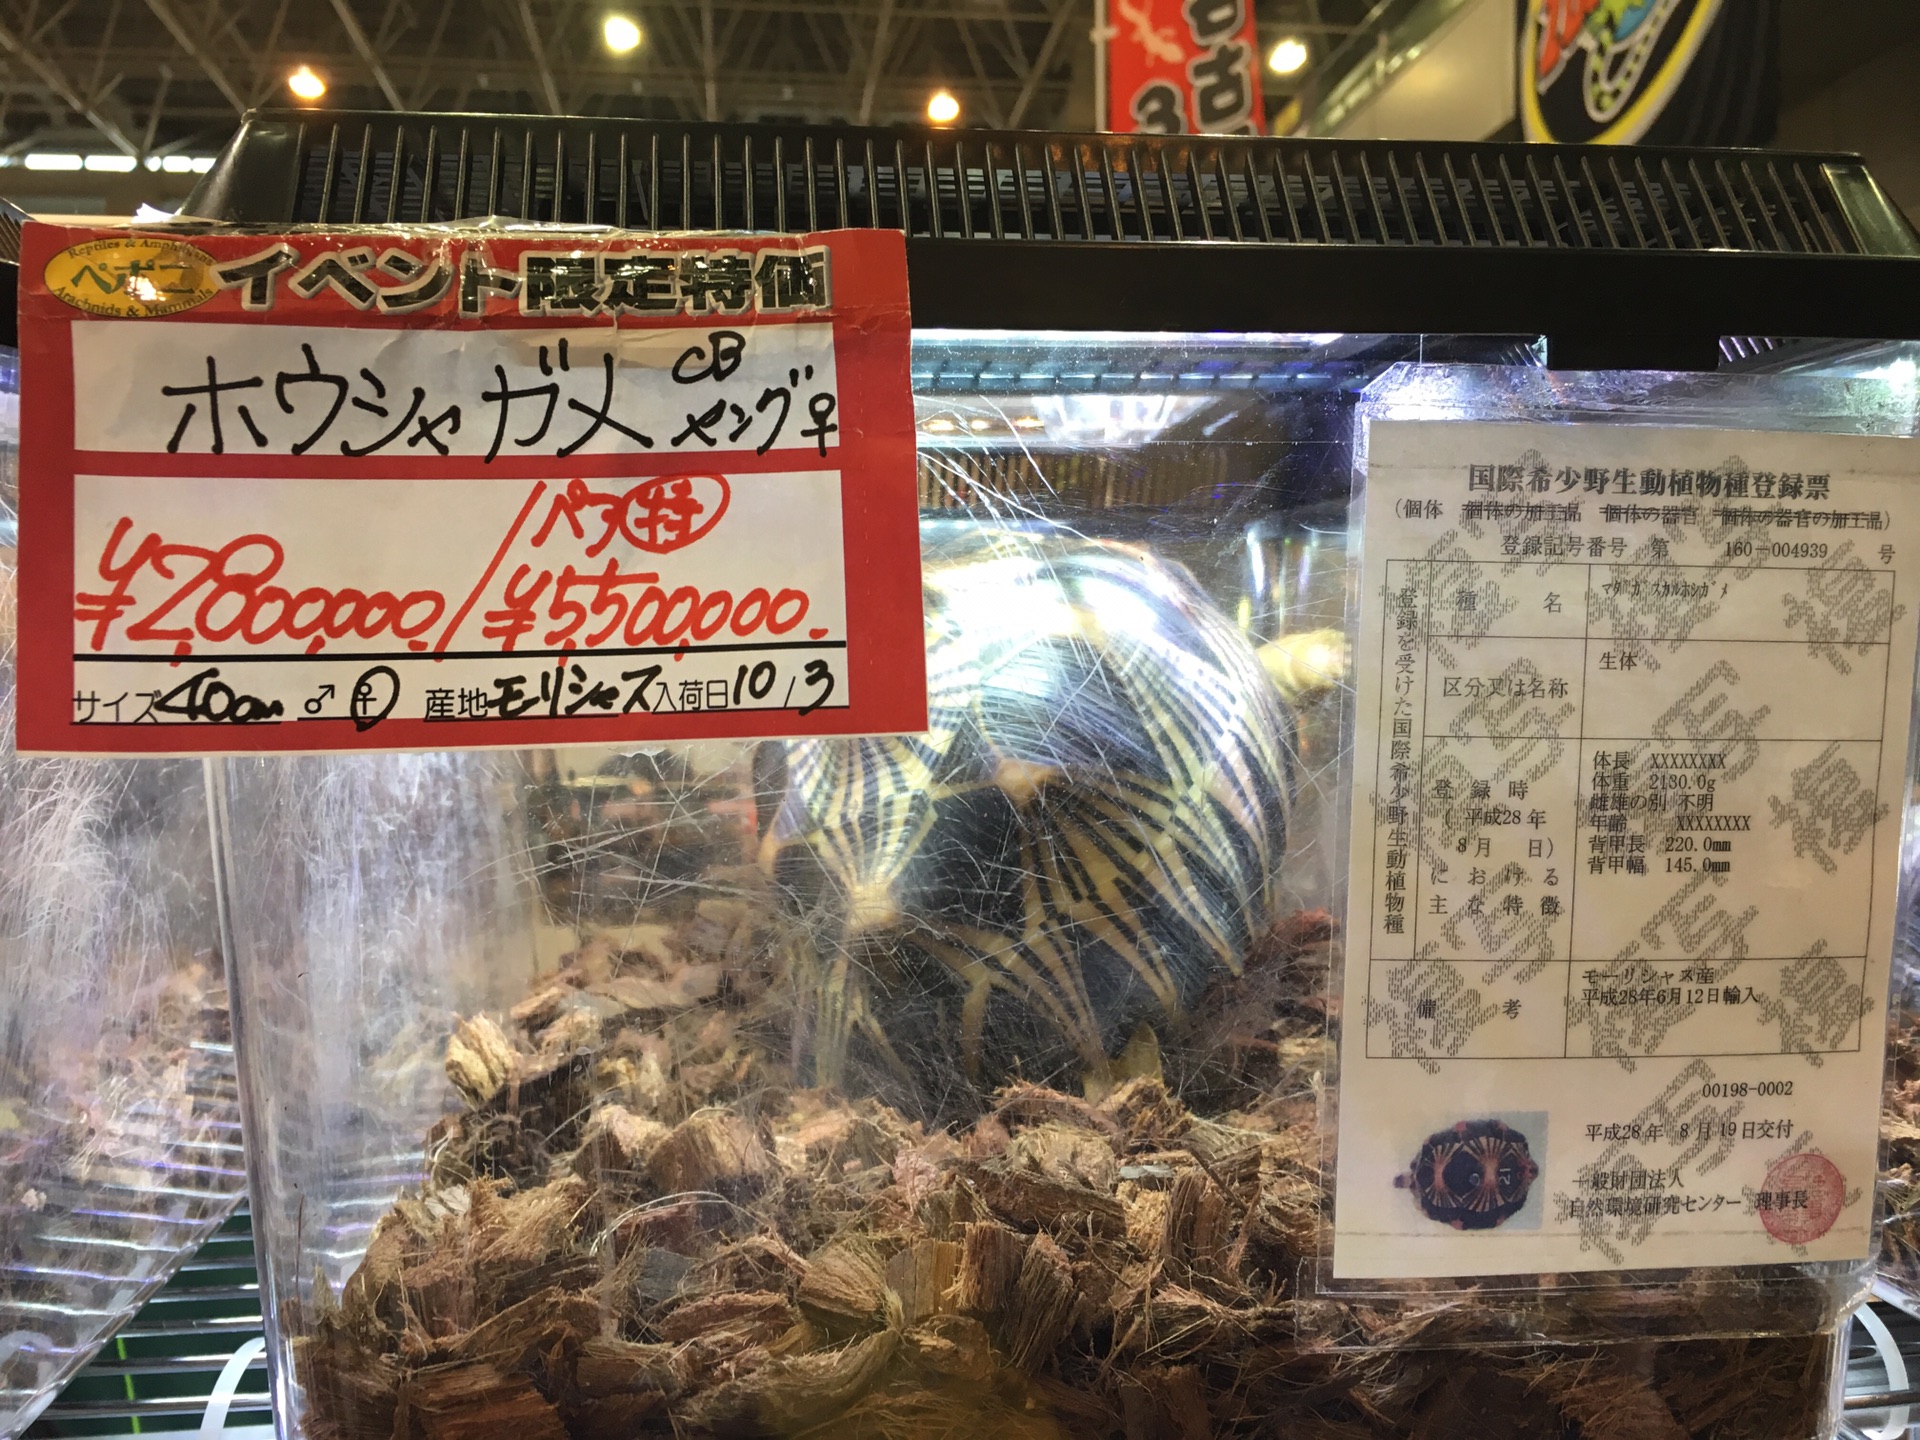 Reptiles & Amphibians
ペポニ
Arachnids & Mammals
イベント限定特価
ホウシャガメ CB ヤング♀
¥2,800,000. / ペア㊕ ¥5,500,000.
サイズ 40cm ♂ ♀ 産地 モーリシャス 入荷日 10/3
国際希少野生動植物種登録票
(個体 個体の加工品 個体の器官 個体の器官の加工品)
登録記号番号 第 160-004939 号
登録を受けた国際希少野生動植物種
種 名 マダガスカルホシガメ
区分又は名称 生体
登録時
(平成28年
8月 日)
における
主な特徴
体長 XXXXXXXX
体重 2130.0g
雌雄の別 不明
年齢 XXXXXXXX
背甲長 220.0mm
背甲幅 145.0mm
備 考
モーリシャス産
平成28年6月12日輸入
00198-0002
平成28年 8月19日交付
一般財団法人
自然環境研究センター 理事長